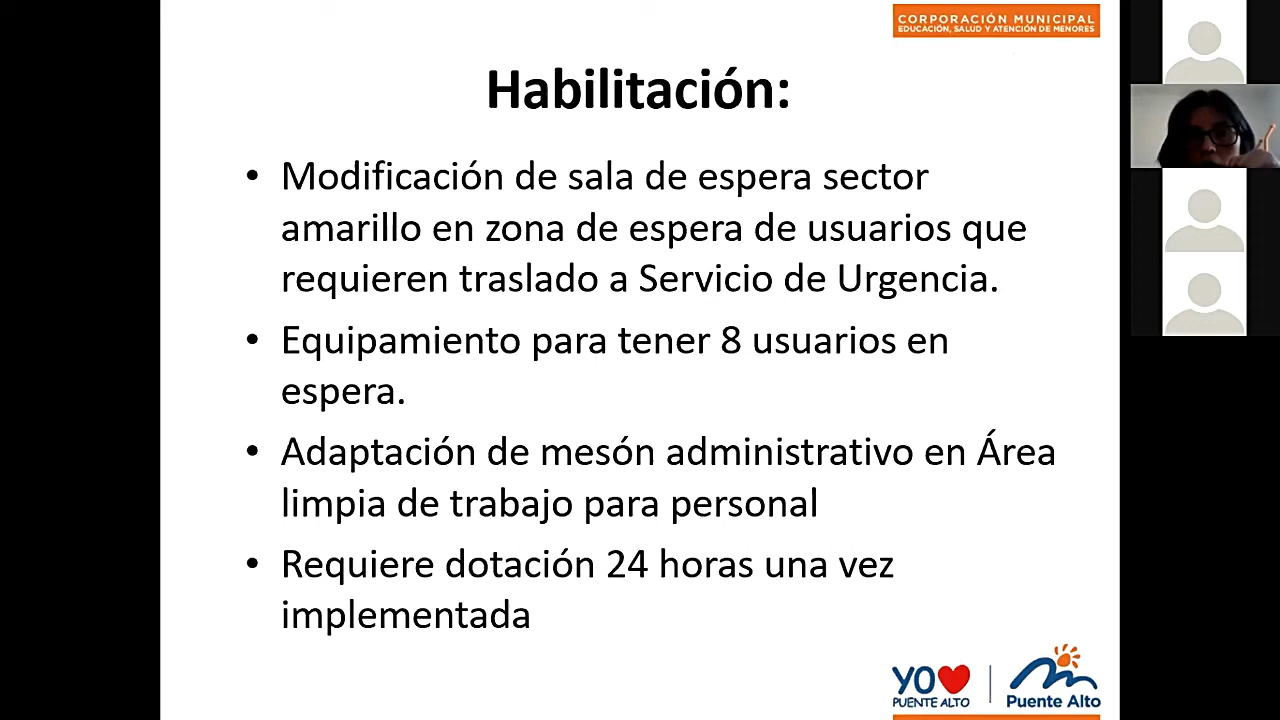 CORPORACIÓN MUNICIPAL
EDUCACIÓN, SALUD Y ATENCIÓN DE MENORES
Habilitación:
• Modificación de sala de espera sector
amarillo en zona de espera de usuarios que
requieren traslado a Servicio de Urgencia.
• Equipamiento para tener 8 usuarios en
espera.
• Adaptación de mesón administrativo en Área
limpia de trabajo para personal
• Requiere dotación 24 horas una vez
implementada
YO
PUENTE ALTO
Puente Alto